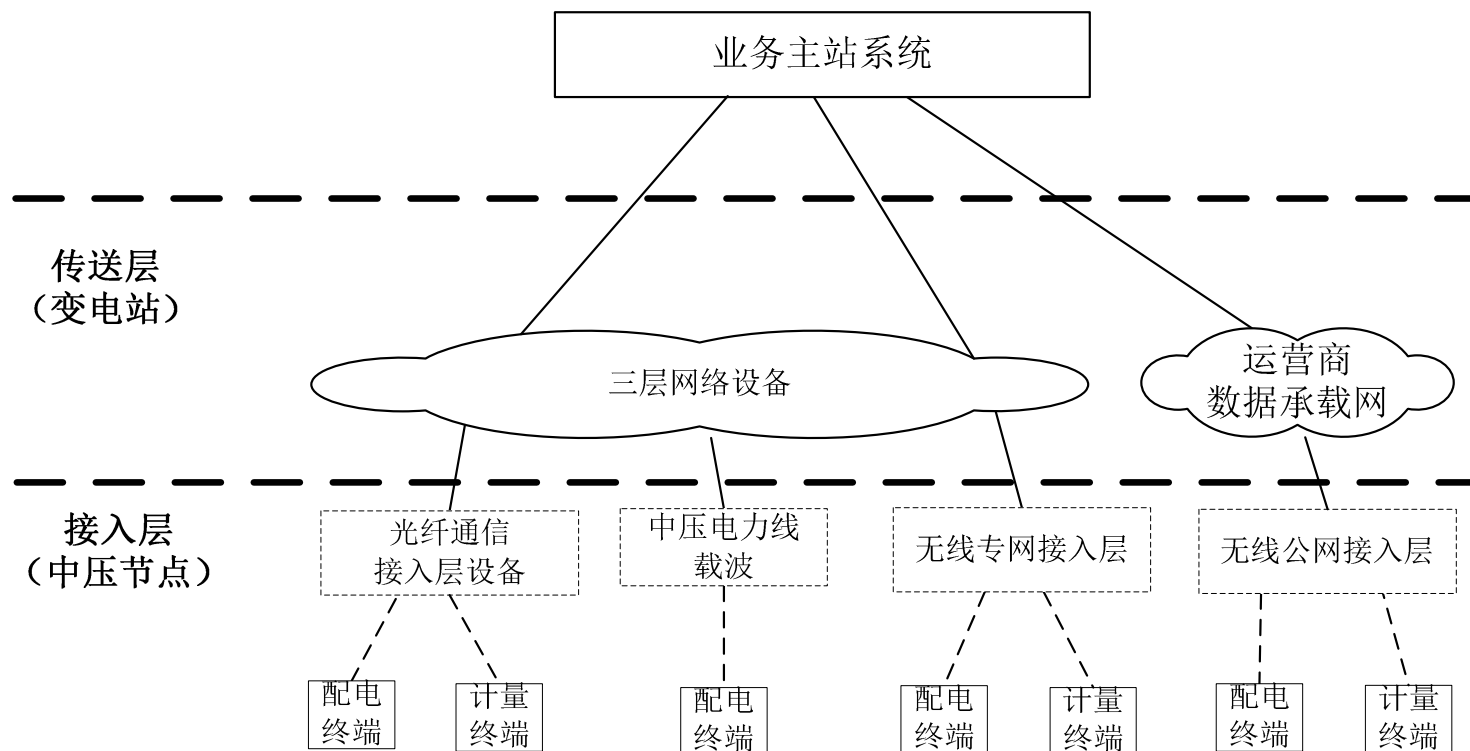 业务主站系统
传送层
（变电站）
三层网络设备
运营商
数据承载网
接入层
（中压节点）
光纤通信
接入层设备
中压电力线
载波
无线专网接入层
无线公网接入层
配电
终端
计量
终端
配电
终端
配电
终端
计量
终端
配电
终端
计量
终端